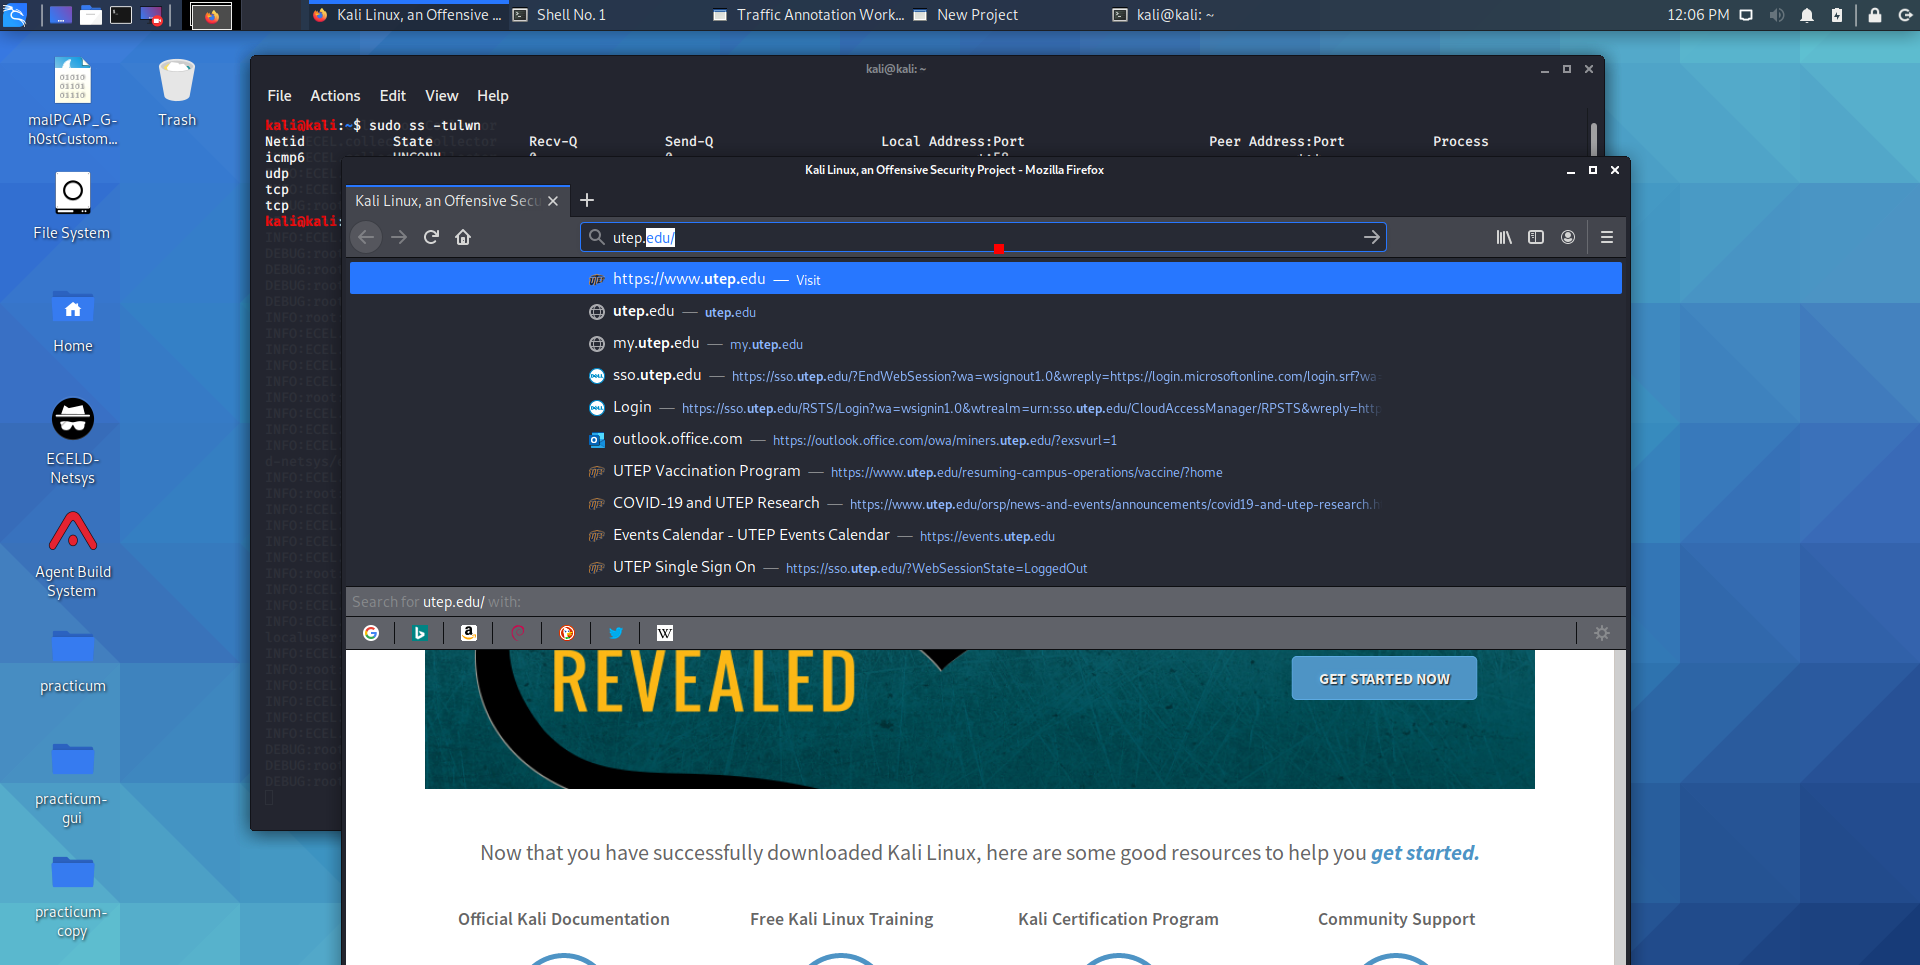 Kali Linux, an Offensive ...
Shell No. 1
Traffic Annotation Work...
New Project
kali@kali: ~
12:06 PM
malPCAP_G-
h0stCustom...
Trash
File System
Home
ECELD-
Netsys
Agent Build
System
practicum
practicum-
gui
practicum-
copy
kali@kali: ~
File Actions Edit View Help
kali@kali:~$ sudo ss -tulwn
Netid State Recv-Q Send-Q Local Address:Port Peer Address:Port Process
icmp6 UNCONN 0 0
udp
tcp
tcp
kali@kali:
Kali Linux, an Offensive Security Project - Mozilla Firefox
Kali Linux, an Offensive Secu
utep.edu/
https://www.utep.edu — Visit
utep.edu — utep.edu
my.utep.edu — my.utep.edu
sso.utep.edu — https://sso.utep.edu/?EndWebSession?wa=wsignout1.0&wreply=https://login.microsoftonline.com/login.srf?wa=
Login — https://sso.utep.edu/RSTS/Login?wa=wsignin1.0&wtrealm=urn:sso.utep.edu/CloudAccessManager/RPSTS&wreply=http
outlook.office.com — https://outlook.office.com/owa/miners.utep.edu/?exsvurl=1
UTEP Vaccination Program — https://www.utep.edu/resuming-campus-operations/vaccine/?home
COVID-19 and UTEP Research — https://www.utep.edu/orsp/news-and-events/announcements/covid19-and-utep-research.h
Events Calendar - UTEP Events Calendar — https://events.utep.edu
UTEP Single Sign On — https://sso.utep.edu/?WebSessionState=LoggedOut
Search for utep.edu/ with:
REVEALED
GET STARTED NOW
Now that you have successfully downloaded Kali Linux, here are some good resources to help you get started.
Official Kali Documentation
Free Kali Linux Training
Kali Certification Program
Community Support